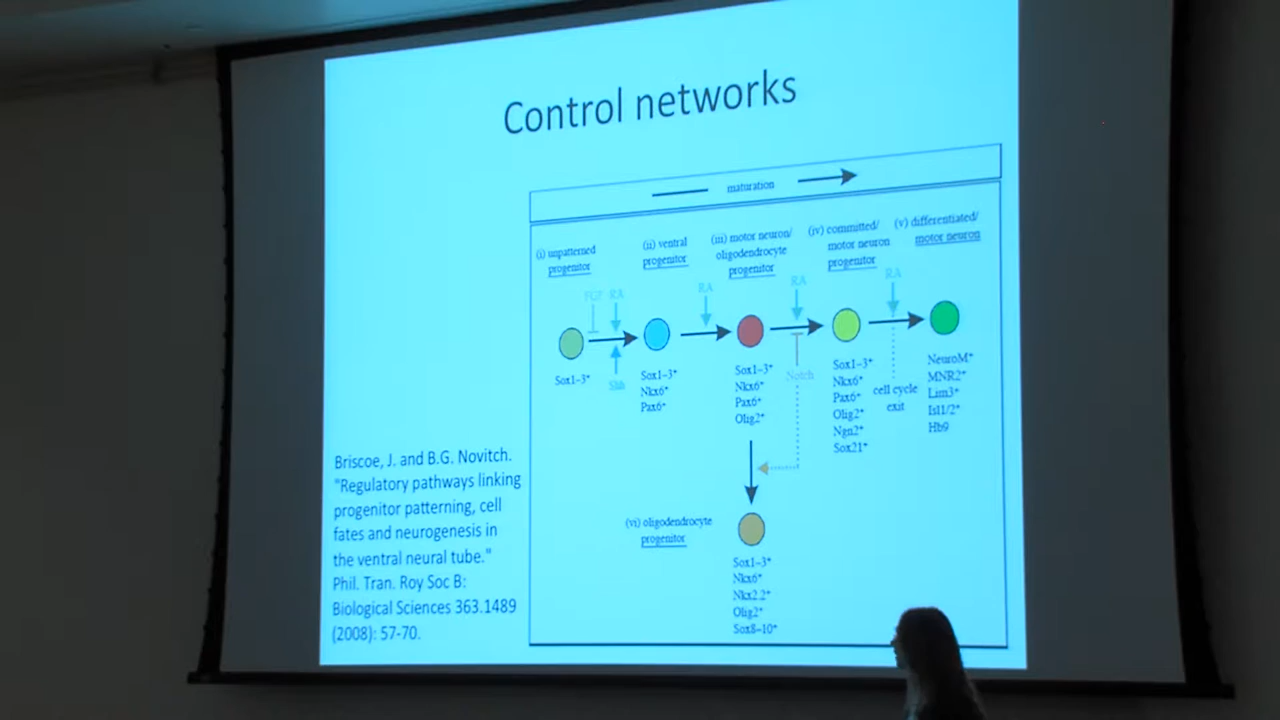 Control networks
maturation
(i) unpatterned
progenitor
(ii) ventral
progenitor
(iii) motor neuron/
oligodendrocyte
progenitor
(iv) committed/
motor neuron
progenitor
(v) differentiated/
motor neuron
FGF
RA
RA
RA
RA
Shh
Notch
cell cycle
exit
Sox1–3+
Sox1–3+
Nkx6+
Pax6+
Sox1–3+
Nkx6+
Pax6+
Olig2+
Sox1–3+
Nkx6+
Pax6+
Olig2+
Ngn2+
Sox21+
NeuroM+
MNR2+
Lim3+
Isl1/2+
Hb9
(vi) oligodendrocyte
progenitor
Sox1–3+
Nkx6+
Nkx2.2+
Olig2+
Sox8–10+
Briscoe, J. and B.G. Novitch.
"Regulatory pathways linking
progenitor patterning, cell
fates and neurogenesis in
the ventral neural tube."
Phil. Tran. Roy Soc B:
Biological Sciences 363.1489
(2008): 57-70.